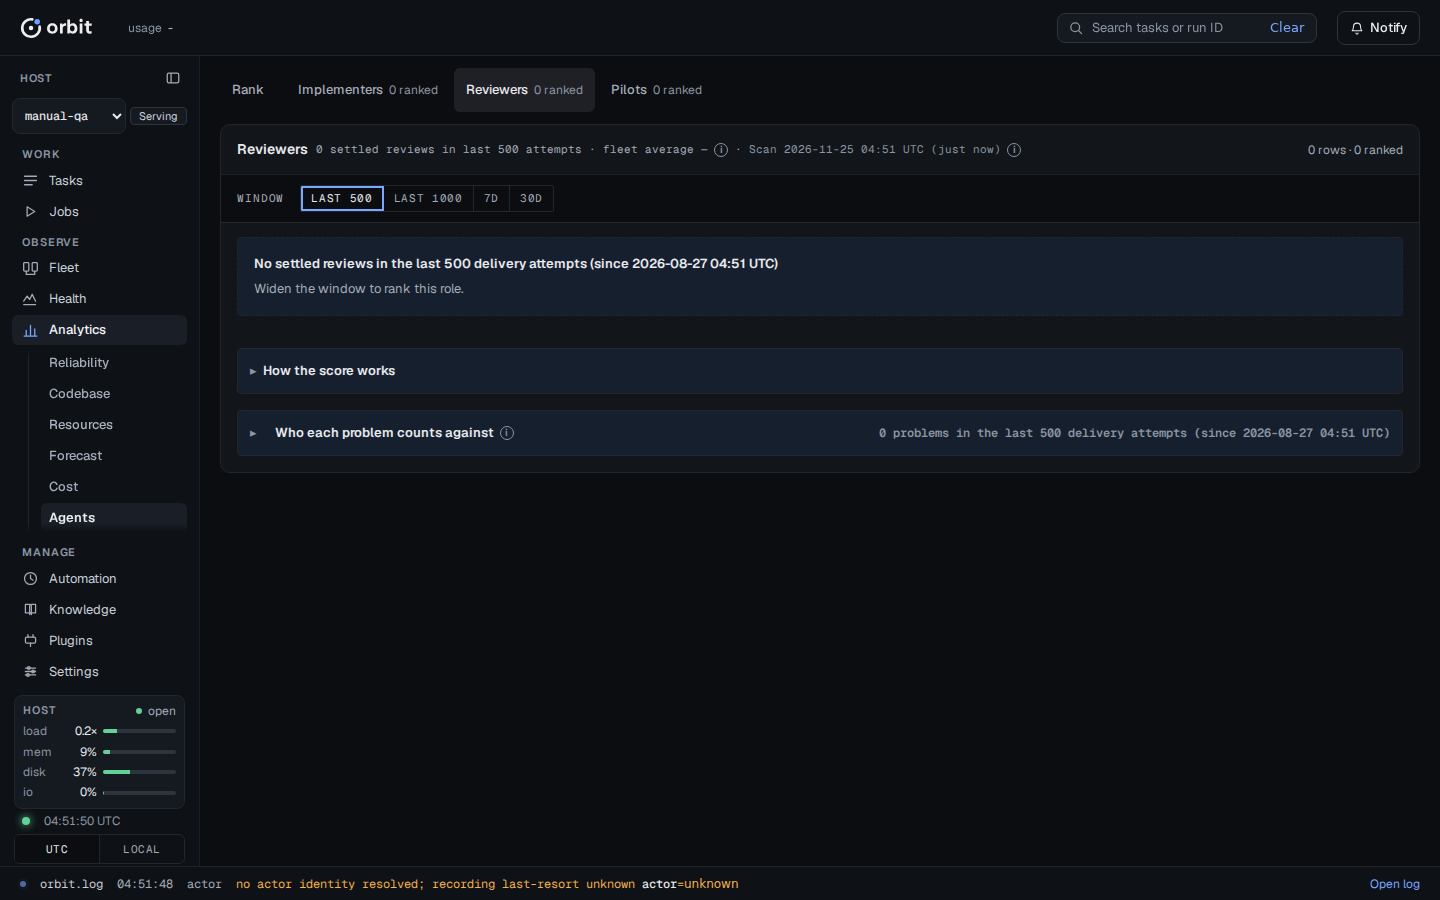 orbit
usage -
Search tasks or run ID
Clear
Notify
HOST
manual-qa
Serving
WORK
Tasks
Jobs
OBSERVE
Fleet
Health
Analytics
Reliability
Codebase
Resources
Forecast
Cost
Agents
MANAGE
Automation
Knowledge
Plugins
Settings
HOST
open
load 0.2×
mem 9%
disk 37%
io 0%
04:51:50 UTC
UTC
LOCAL
Rank
Implementers 0 ranked
Reviewers 0 ranked
Pilots 0 ranked
Reviewers 0 settled reviews in last 500 attempts · fleet average — · Scan 2026-11-25 04:51 UTC (just now)
0 rows · 0 ranked
WINDOW
LAST 500
LAST 1000
7D
30D
No settled reviews in the last 500 delivery attempts (since 2026-08-27 04:51 UTC)
Widen the window to rank this role.
How the score works
Who each problem counts against
0 problems in the last 500 delivery attempts (since 2026-08-27 04:51 UTC)
orbit.log 04:51:48 actor no actor identity resolved; recording last-resort unknown actor=unknown
Open log